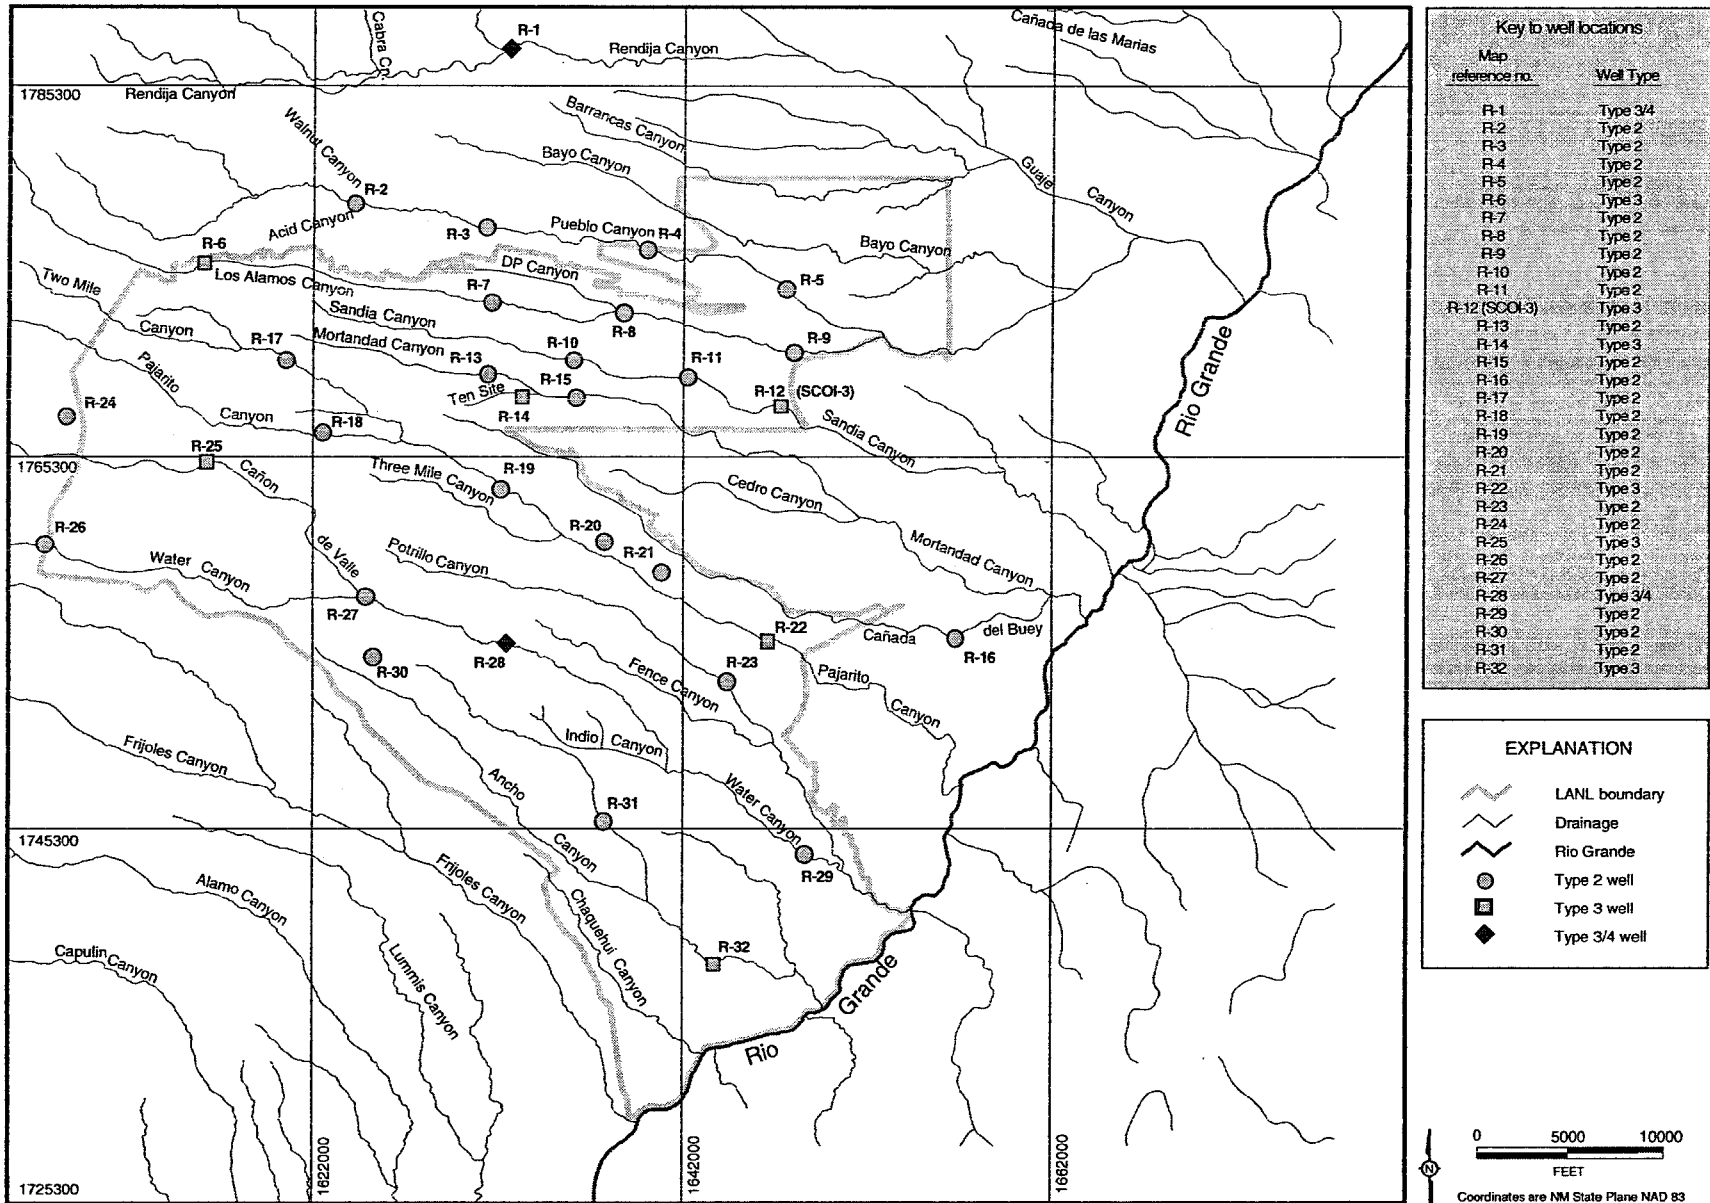 Cabra Cn.
R-1
Rendija Canyon
Cañada de las Marias
1785300
Rendija Canyon
Walnut Canyon
Barrancas Canyon
Bayo Canyon
Guaje
Canyon
R-2
Acid Canyon
R-3
Pueblo Canyon
R-4
Bayo Canyon
R-6
Two Mile
Los Alamos Canyon
DP Canyon
R-5
R-7
Sandia Canyon
R-8
Canyon
R-17
Mortandad Canyon
R-10
R-9
Rio Grande
Pajarito
R-13
R-15
R-11
Ten Site
R-12 (SCOI-3)
R-24
Canyon
R-18
R-14
Sandia Canyon
R-25
1765300
Cañon
Three Mile Canyon
R-19
Cedro Canyon
R-26
R-20
Water Canyon
de Valle
Potrillo Canyon
R-21
Mortandad Canyon
R-27
R-22
Cañada
del Buey
R-28
R-23
R-16
R-30
Fence Canyon
Pajarito
Canyon
Frijoles Canyon
Indio Canyon
Ancho
Water Canyon
R-31
1745300
Canyon
R-29
Alamo Canyon
Frijoles Canyon
Chaquehui Canyon
Capulin Canyon
Lummis Canyon
R-32
Rio
Grande
1725300
1622000
1642000
1662000
Key to well locations
Map
reference no.
Well Type
R-1 Type 3/4
R-2 Type 2
R-3 Type 2
R-4 Type 2
R-5 Type 2
R-6 Type 3
R-7 Type 2
R-8 Type 2
R-9 Type 2
R-10 Type 2
R-11 Type 2
R-12 (SCOI-3) Type 3
R-13 Type 2
R-14 Type 3
R-15 Type 2
R-16 Type 2
R-17 Type 2
R-18 Type 2
R-19 Type 2
R-20 Type 2
R-21 Type 2
R-22 Type 3
R-23 Type 2
R-24 Type 2
R-25 Type 3
R-26 Type 2
R-27 Type 2
R-28 Type 3/4
R-29 Type 2
R-30 Type 2
R-31 Type 2
R-32 Type 3
EXPLANATION
LANL boundary
Drainage
Rio Grande
Type 2 well
Type 3 well
Type 3/4 well
0 5000 10000
FEET
N
Coordinates are NM State Plane NAD 83